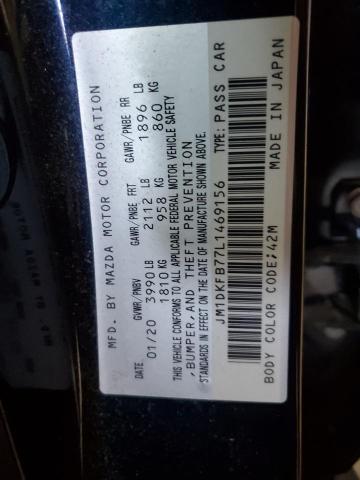 MFD. BY MAZDA MOTOR CORPORATION
DATE GVWR/PNBV GAWR/PNBE FRT GAWR/PNBE RR
01/20 3990 LB 2112 LB 1896 LB
1810 KG 958 KG 860 KG
THIS VEHICLE CONFORMS TO ALL APPLICABLE FEDERAL MOTOR VEHICLE SAFETY
,BUMPER,AND THEFT PREVENTION
STANDARDS IN EFFECT ON THE DATE OF MANUFACTURE SHOWN ABOVE.
JM1DKFB77L1469156 TYPE:PASS CAR
BODY COLOR CODE;42M MADE IN JAPAN